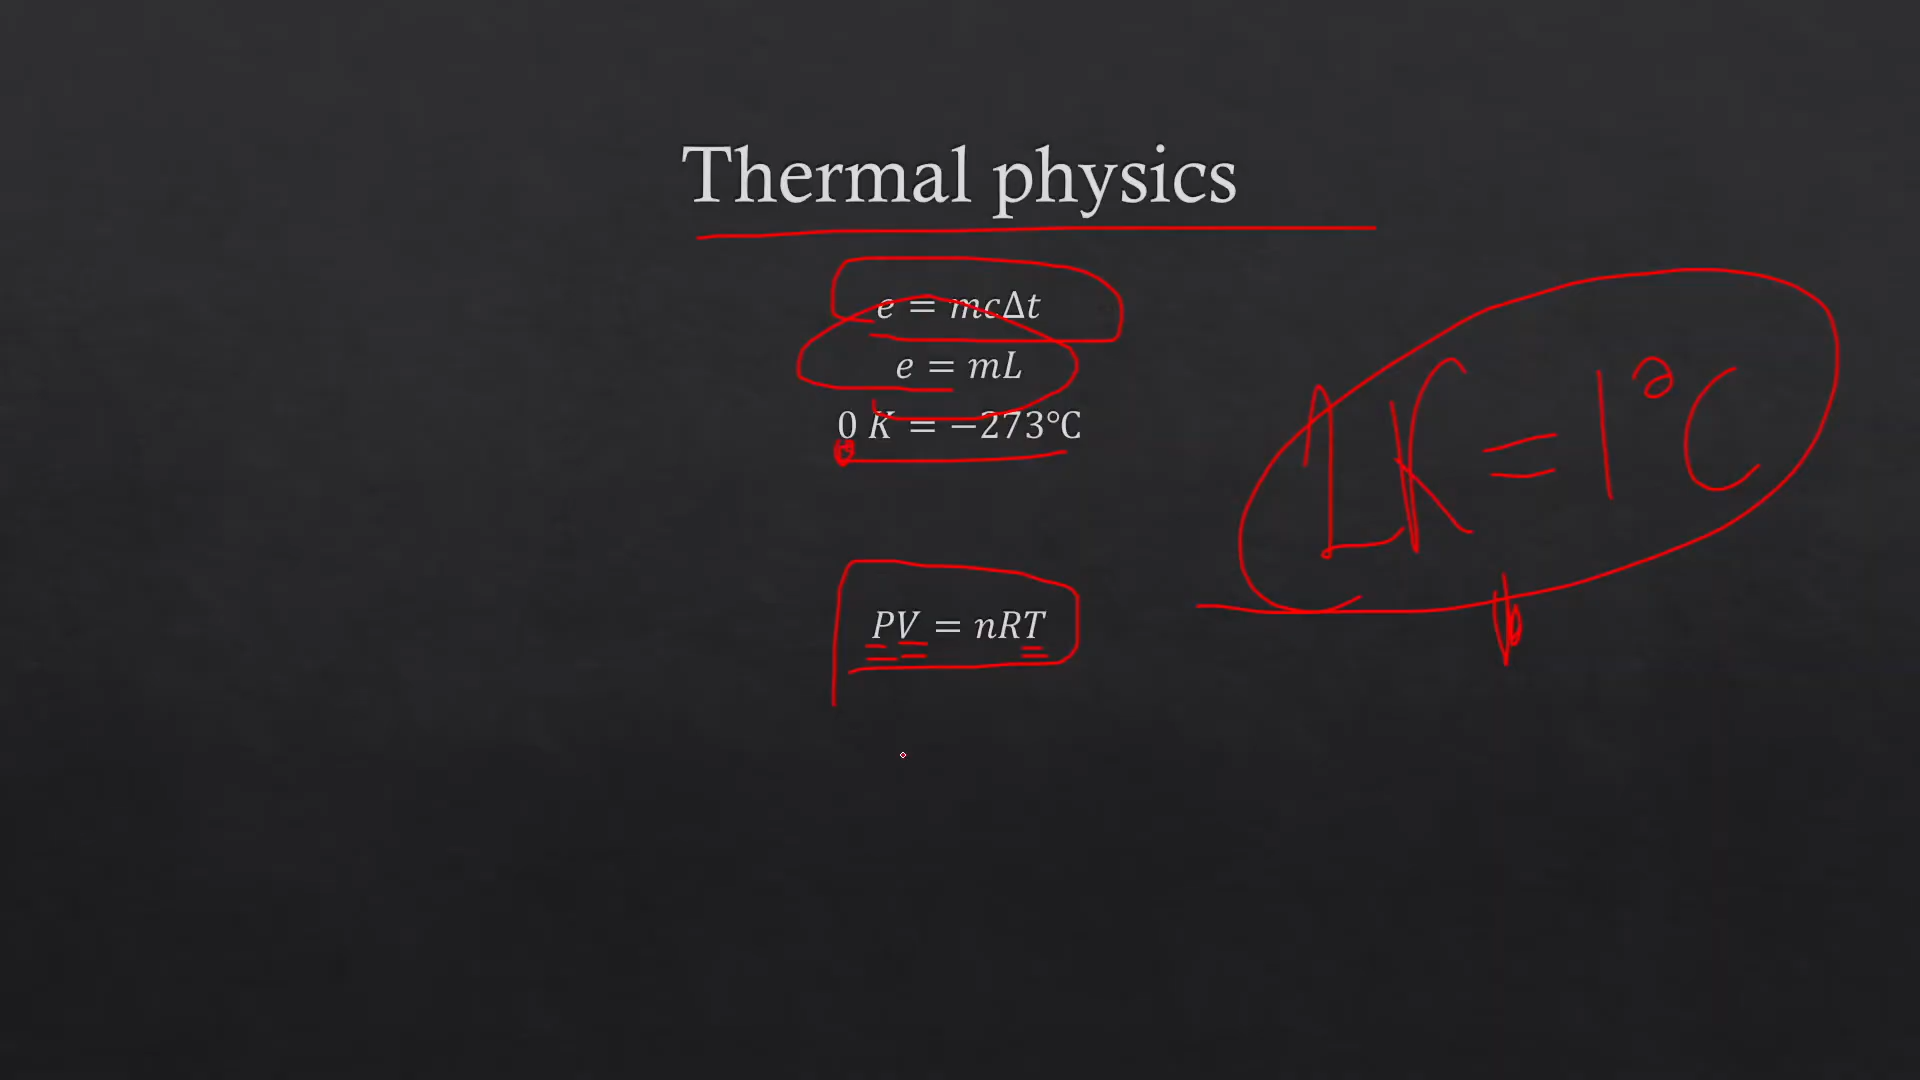 Thermal physics
e = mcΔt
e = mL
0 K = −273℃
1K = 1°C
PV = nRT